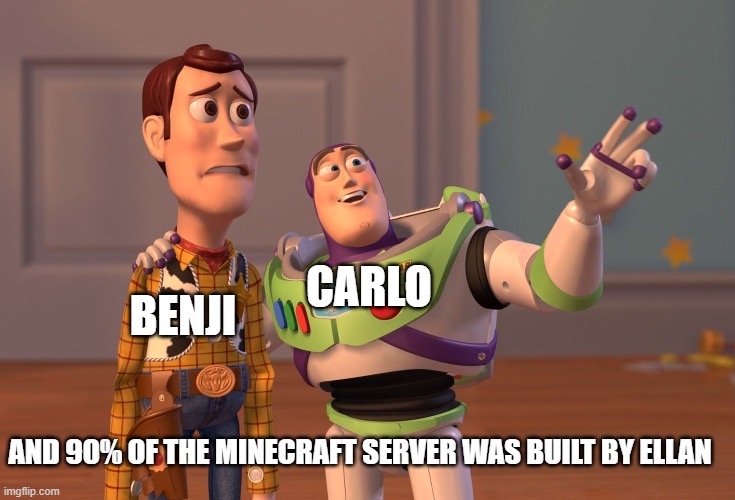 CARLO
BENJI
AND 90% OF THE MINECRAFT SERVER WAS BUILT BY ELLAN
imgflip.com